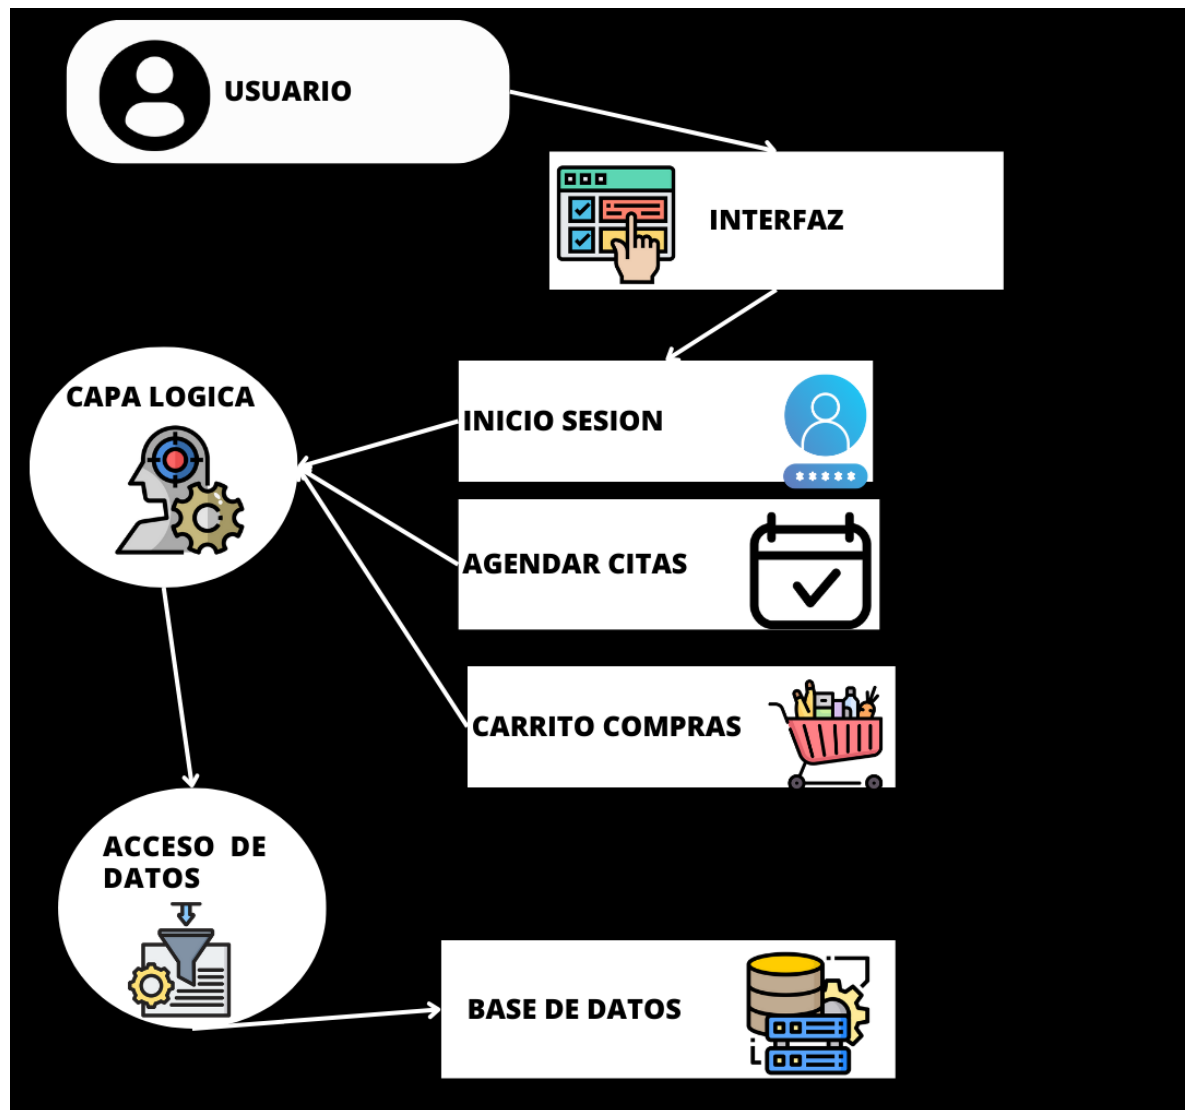 USUARIO
INTERFAZ
CAPA LOGICA
INICIO SESION
AGENDAR CITAS
CARRITO COMPRAS
ACCESO DE
DATOS
BASE DE DATOS